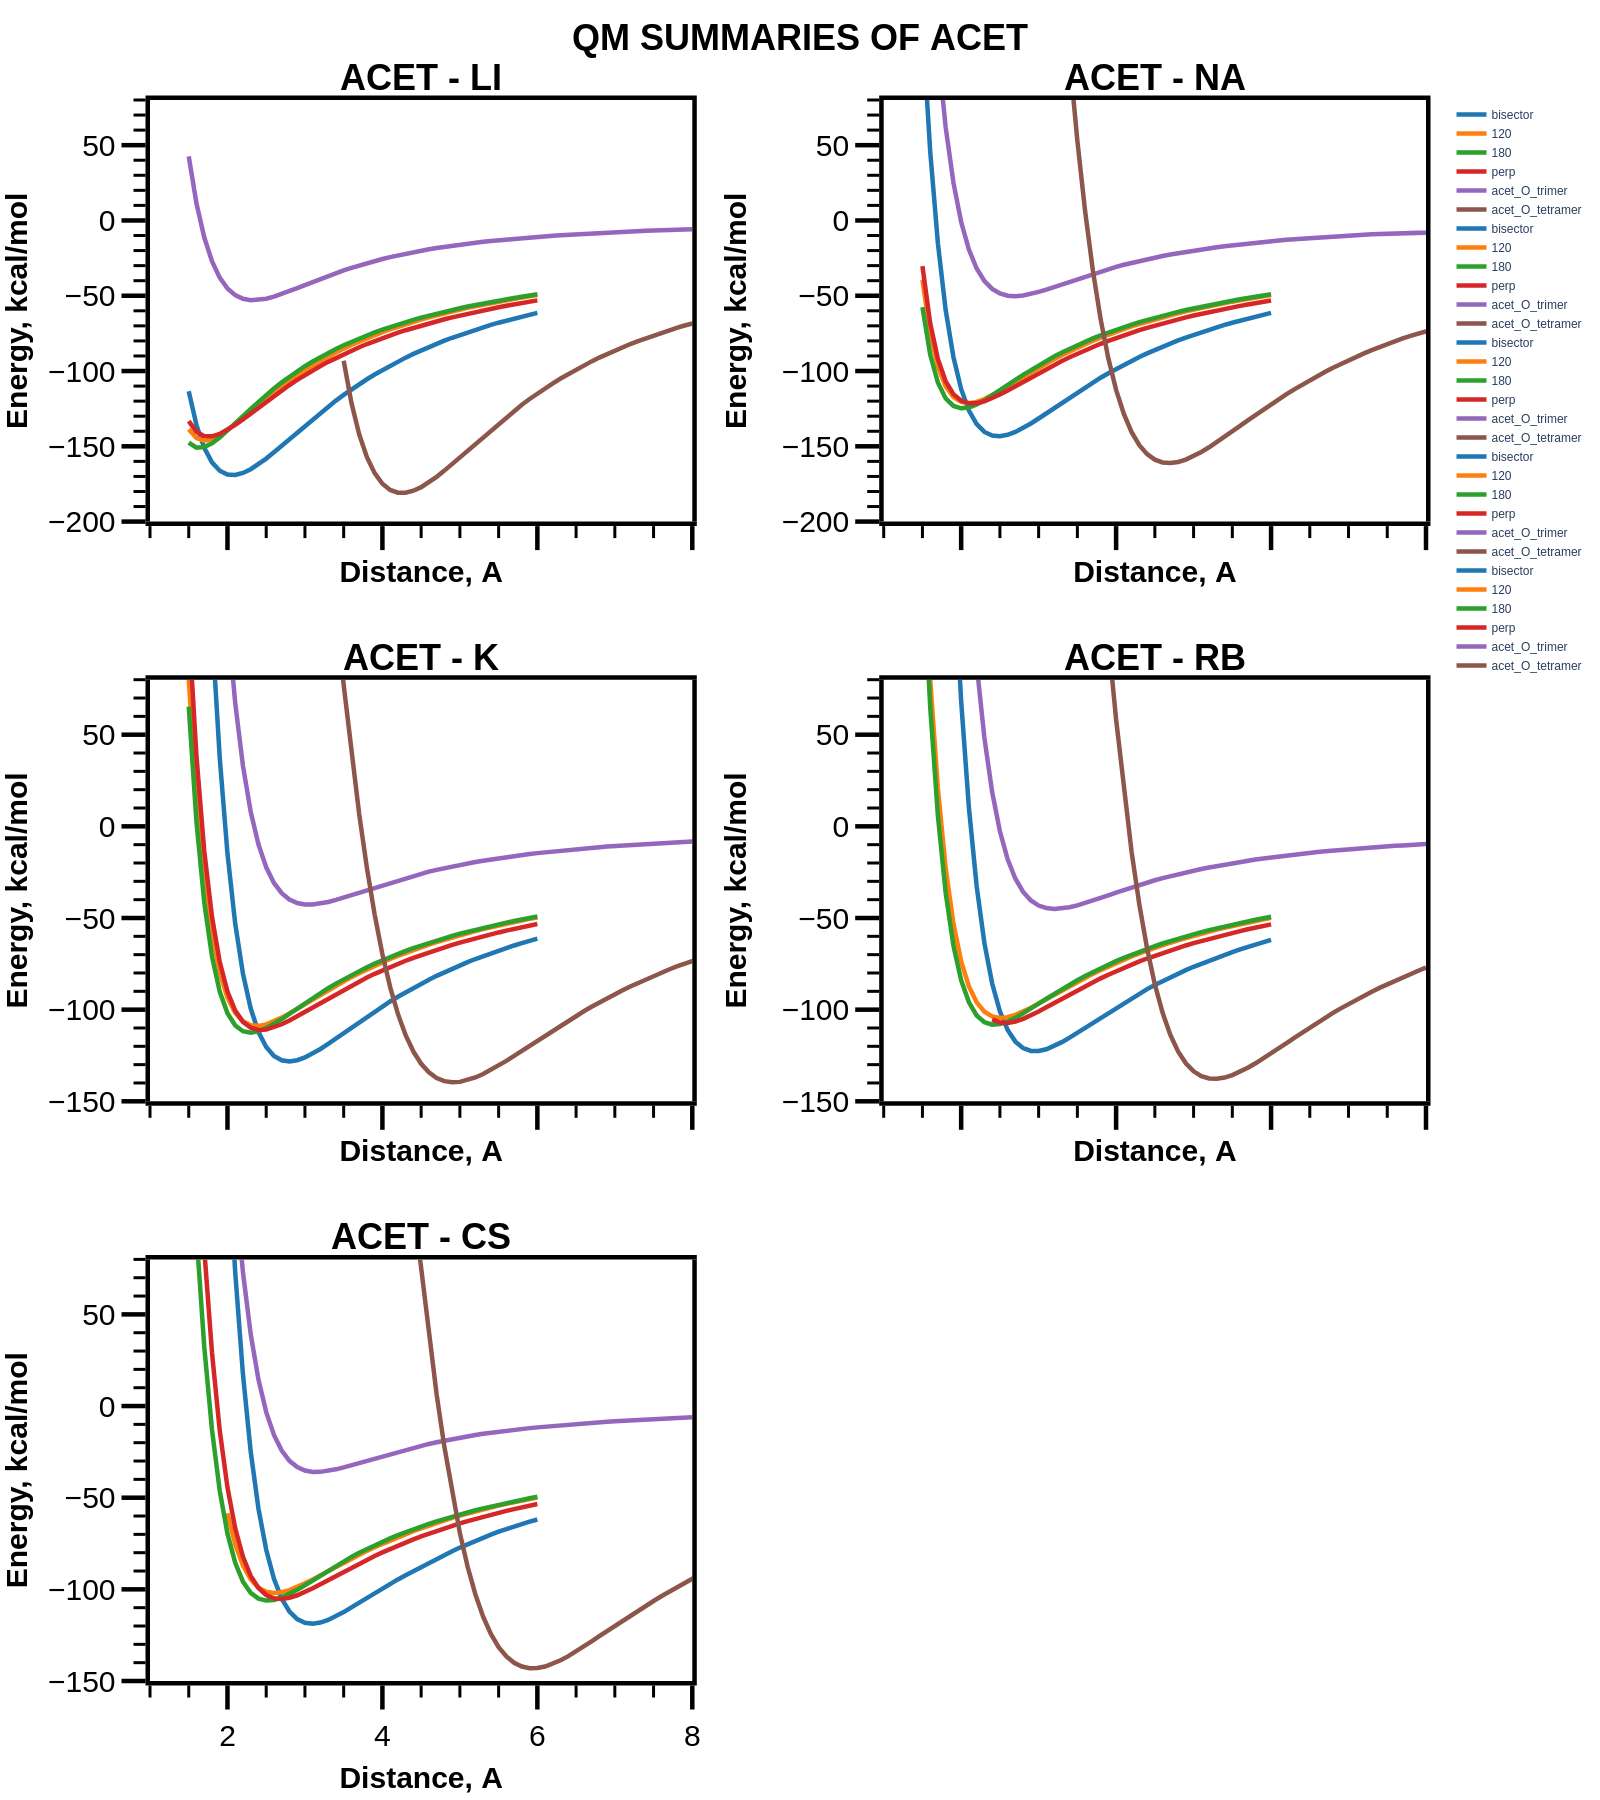 QM SUMMARIES OF ACET
ACET - LI
50
0
−50
−100
−150
−200
Energy, kcal/mol
Distance, A
ACET - NA
50
0
−50
−100
−150
−200
Energy, kcal/mol
Distance, A
bisector
120
180
perp
acet_O_trimer
acet_O_tetramer
bisector
120
180
perp
acet_O_trimer
acet_O_tetramer
bisector
120
180
perp
acet_O_trimer
acet_O_tetramer
bisector
120
180
perp
acet_O_trimer
acet_O_tetramer
bisector
120
180
perp
acet_O_trimer
acet_O_tetramer
ACET - K
50
0
−50
−100
−150
Energy, kcal/mol
Distance, A
ACET - RB
50
0
−50
−100
−150
Energy, kcal/mol
Distance, A
ACET - CS
50
0
−50
−100
−150
Energy, kcal/mol
2 4 6 8
Distance, A